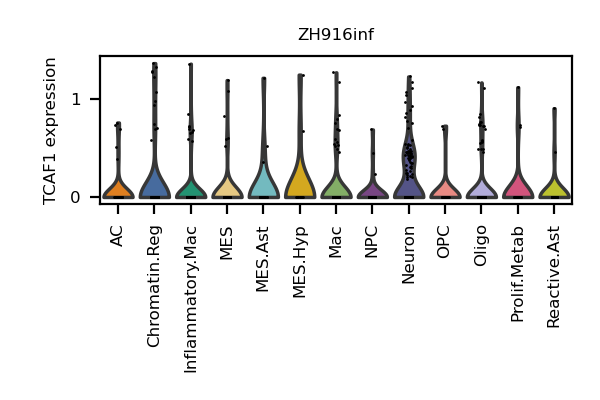 ZH916inf
TCAF1 expression
1
0
AC
Chromatin.Reg
Inflammatory.Mac
MES
MES.Ast
MES.Hyp
Mac
NPC
Neuron
OPC
Oligo
Prolif.Metab
Reactive.Ast